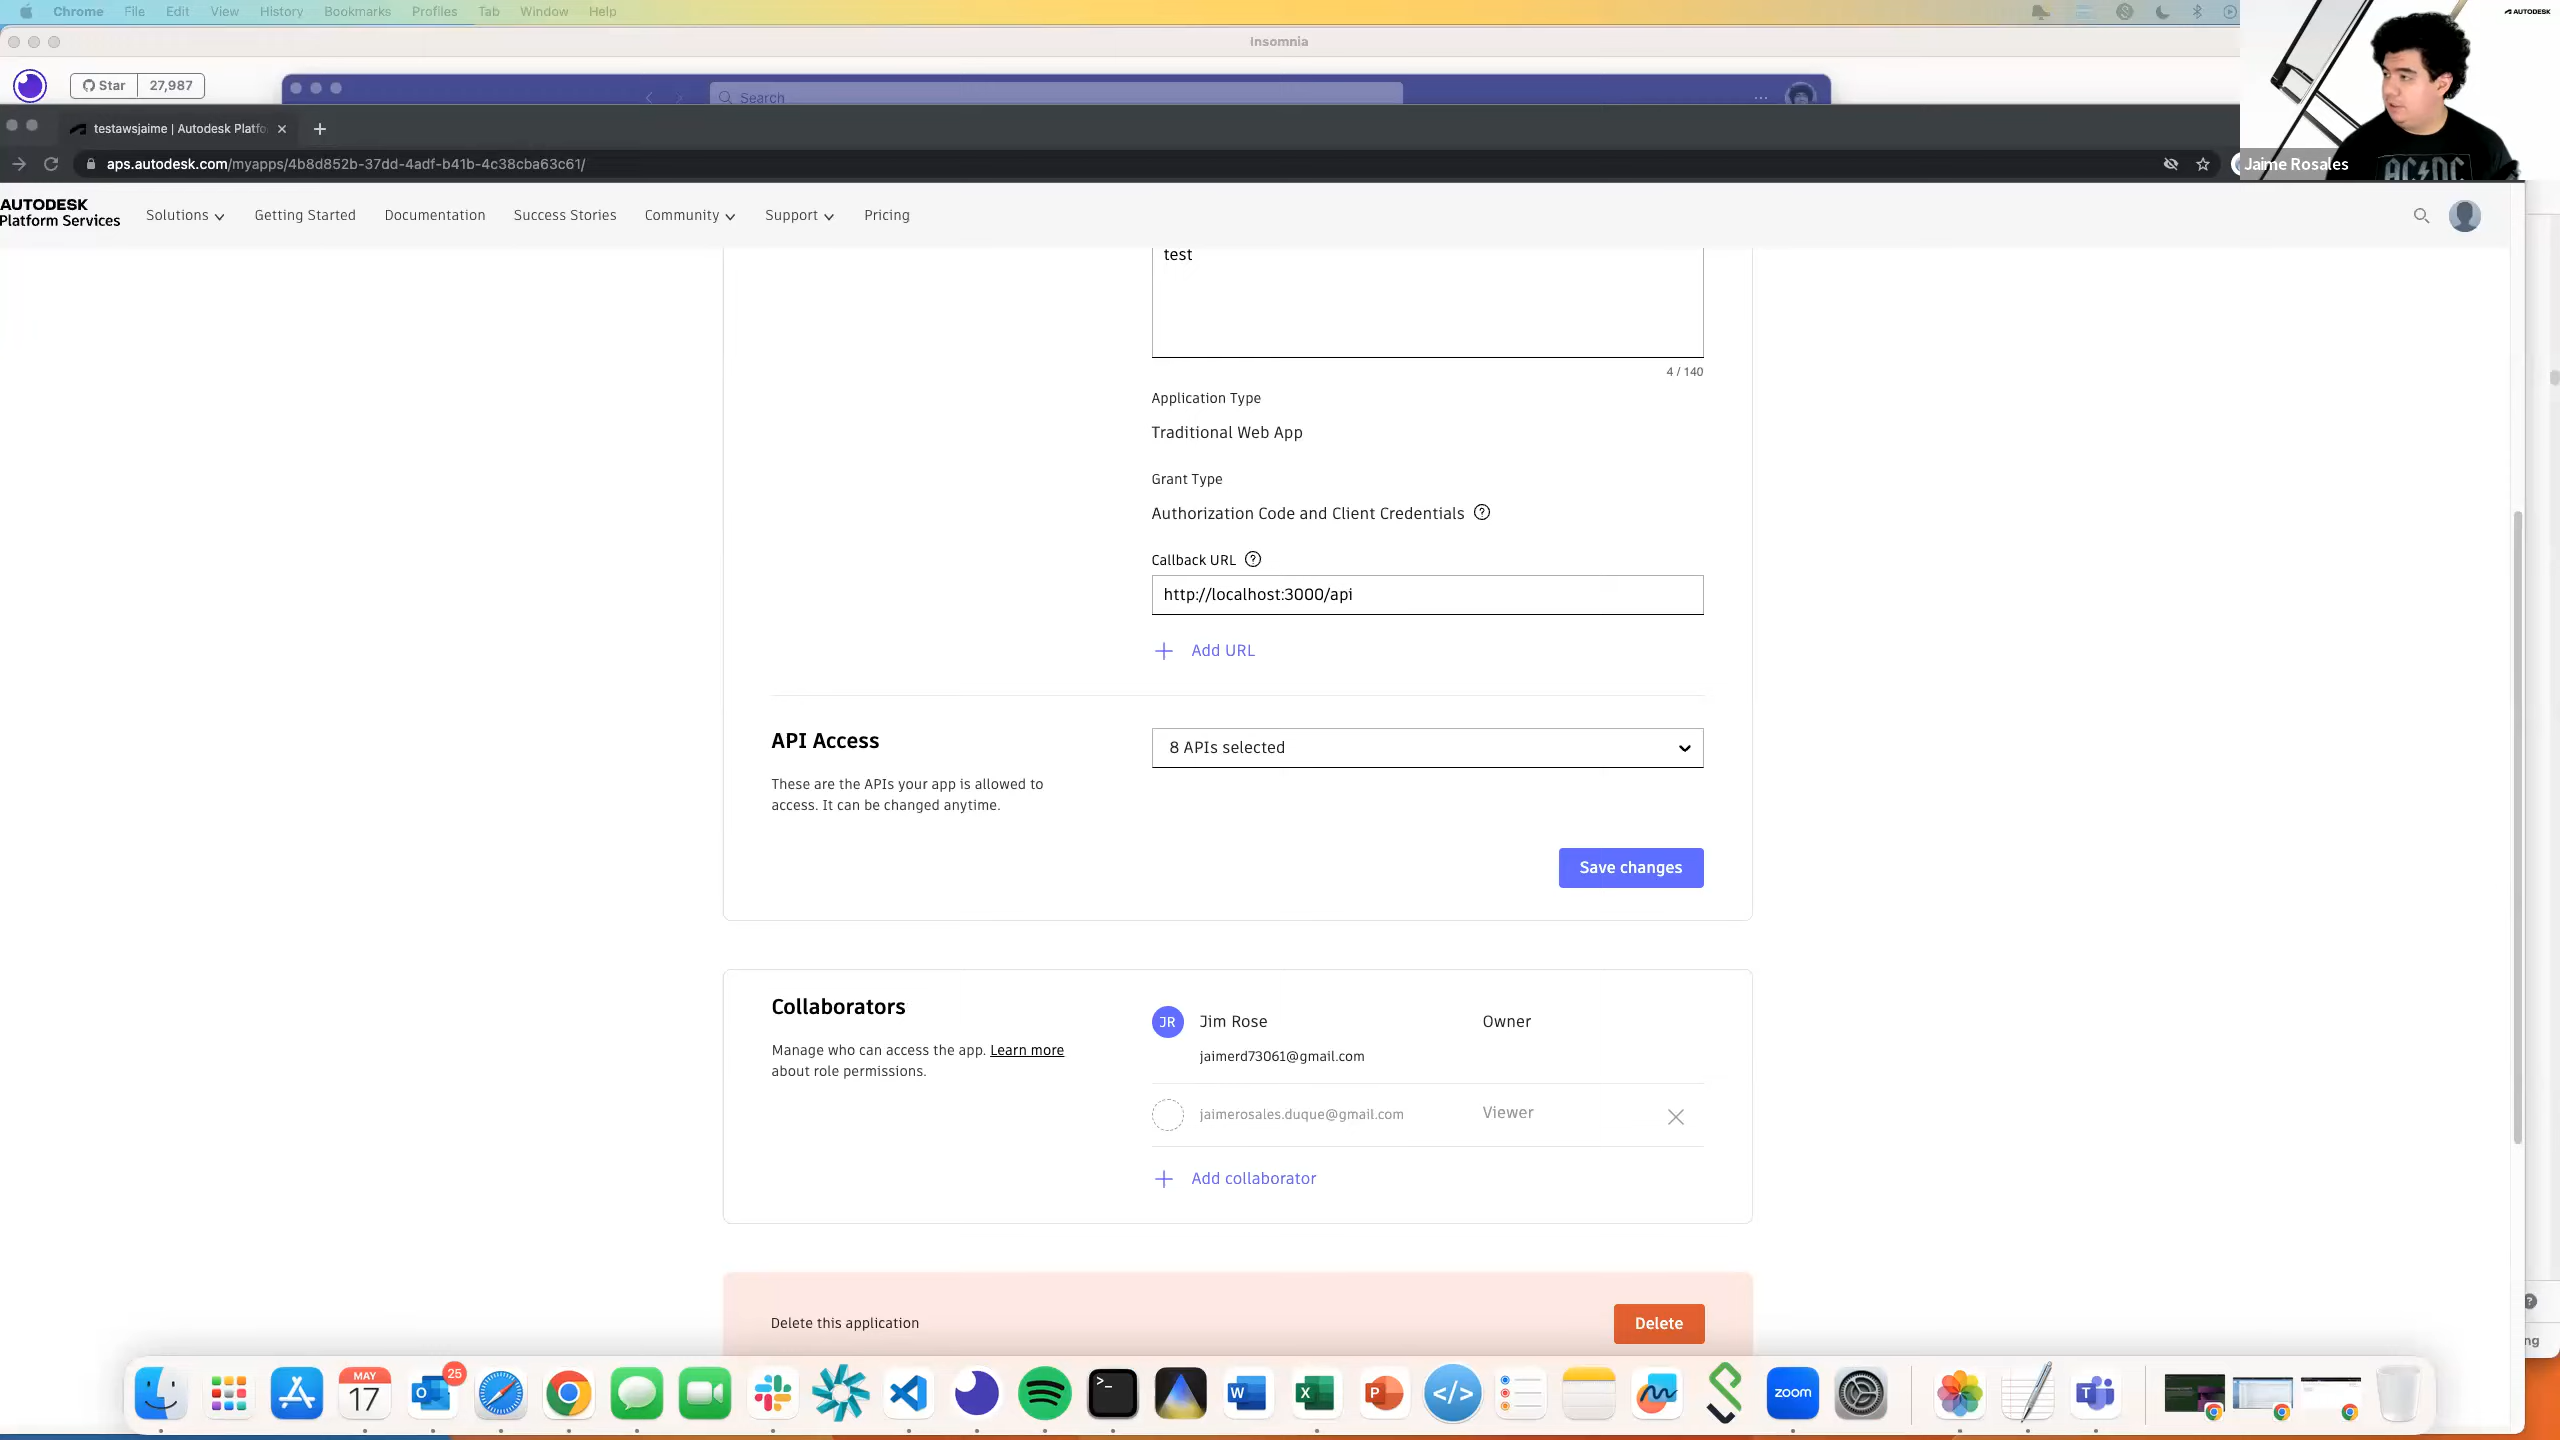 Chrome File Edit View History Bookmarks Profiles Tab Window Help
AUTODESK
Insomnia
Star 27,987
Search
testawsjaime | Autodesk Platfo
aps.autodesk.com/myapps/4b8d852b-37dd-4adf-b41b-4c38cba63c61/
Jaime Rosales
AC DC
AUTODESK
Platform Services
Solutions Getting Started Documentation Success Stories Community Support Pricing
test
4 / 140
Application Type
Traditional Web App
Grant Type
Authorization Code and Client Credentials
Callback URL
http://localhost:3000/api
Add URL
API Access
8 APIs selected
These are the APIs your app is allowed to
access. It can be changed anytime.
Save changes
Collaborators
JR Jim Rose Owner
Manage who can access the app. Learn more
about role permissions.
jaimerd73061@gmail.com
jaimerosales.duque@gmail.com Viewer
Add collaborator
Delete this application
Delete
ng
MAY
17
25
zoom